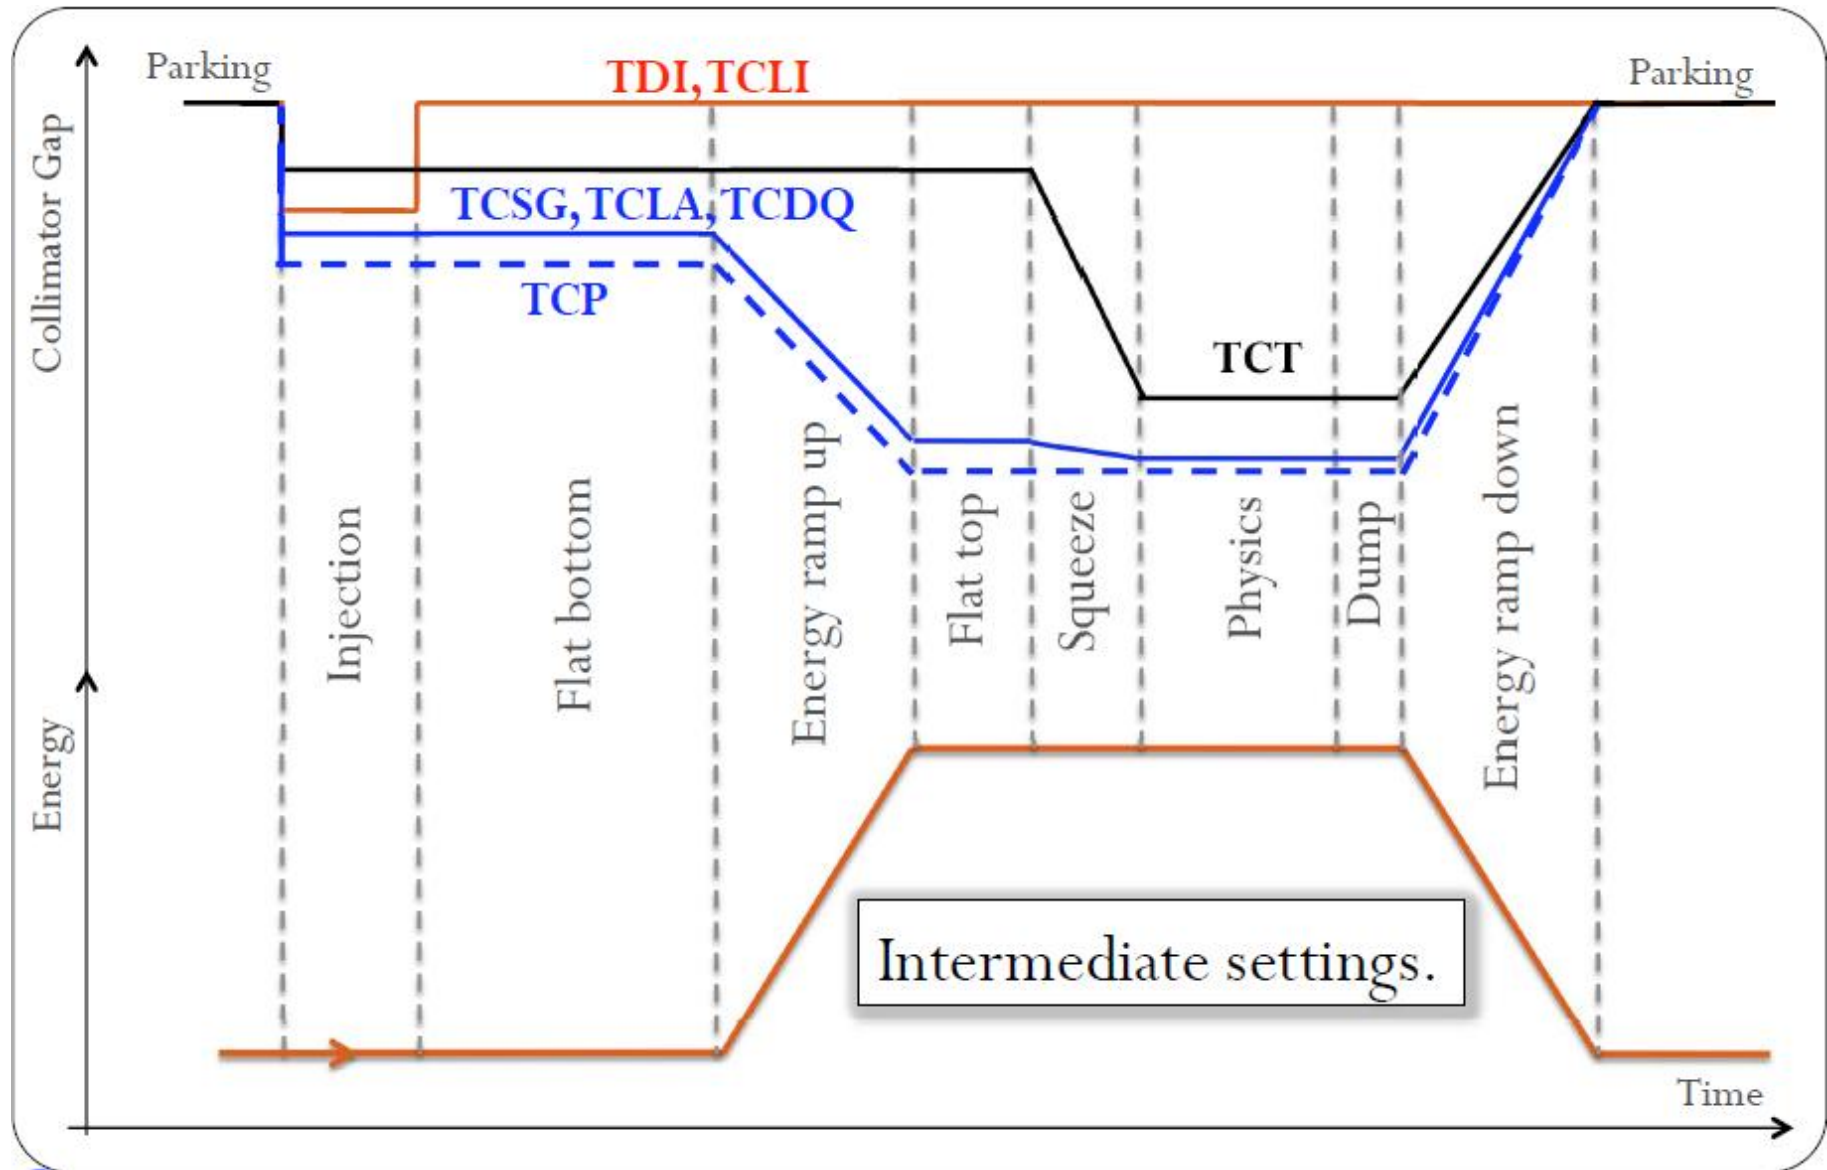 Parking
TDI, TCLI
Parking
Collimator Gap
TCSG, TCLA, TCDQ
TCP
TCT
Injection
Flat bottom
Energy ramp up
Flat top
Squeeze
Physics
Dump
Energy ramp down
Energy
Intermediate settings.
Time